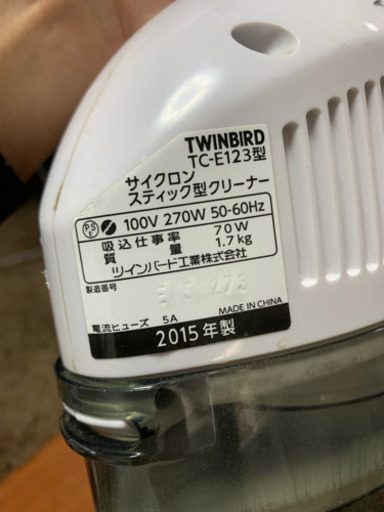 TWINBIRD
TC-E123型
サイクロン
スティック型クリーナー
PS
E
100V 270W 50-60Hz
吸込仕事率 70W
質量 1.7kg
ツインバード工業株式会社
製造番号
電流ヒューズ 5A MADE IN CHINA
2015年製